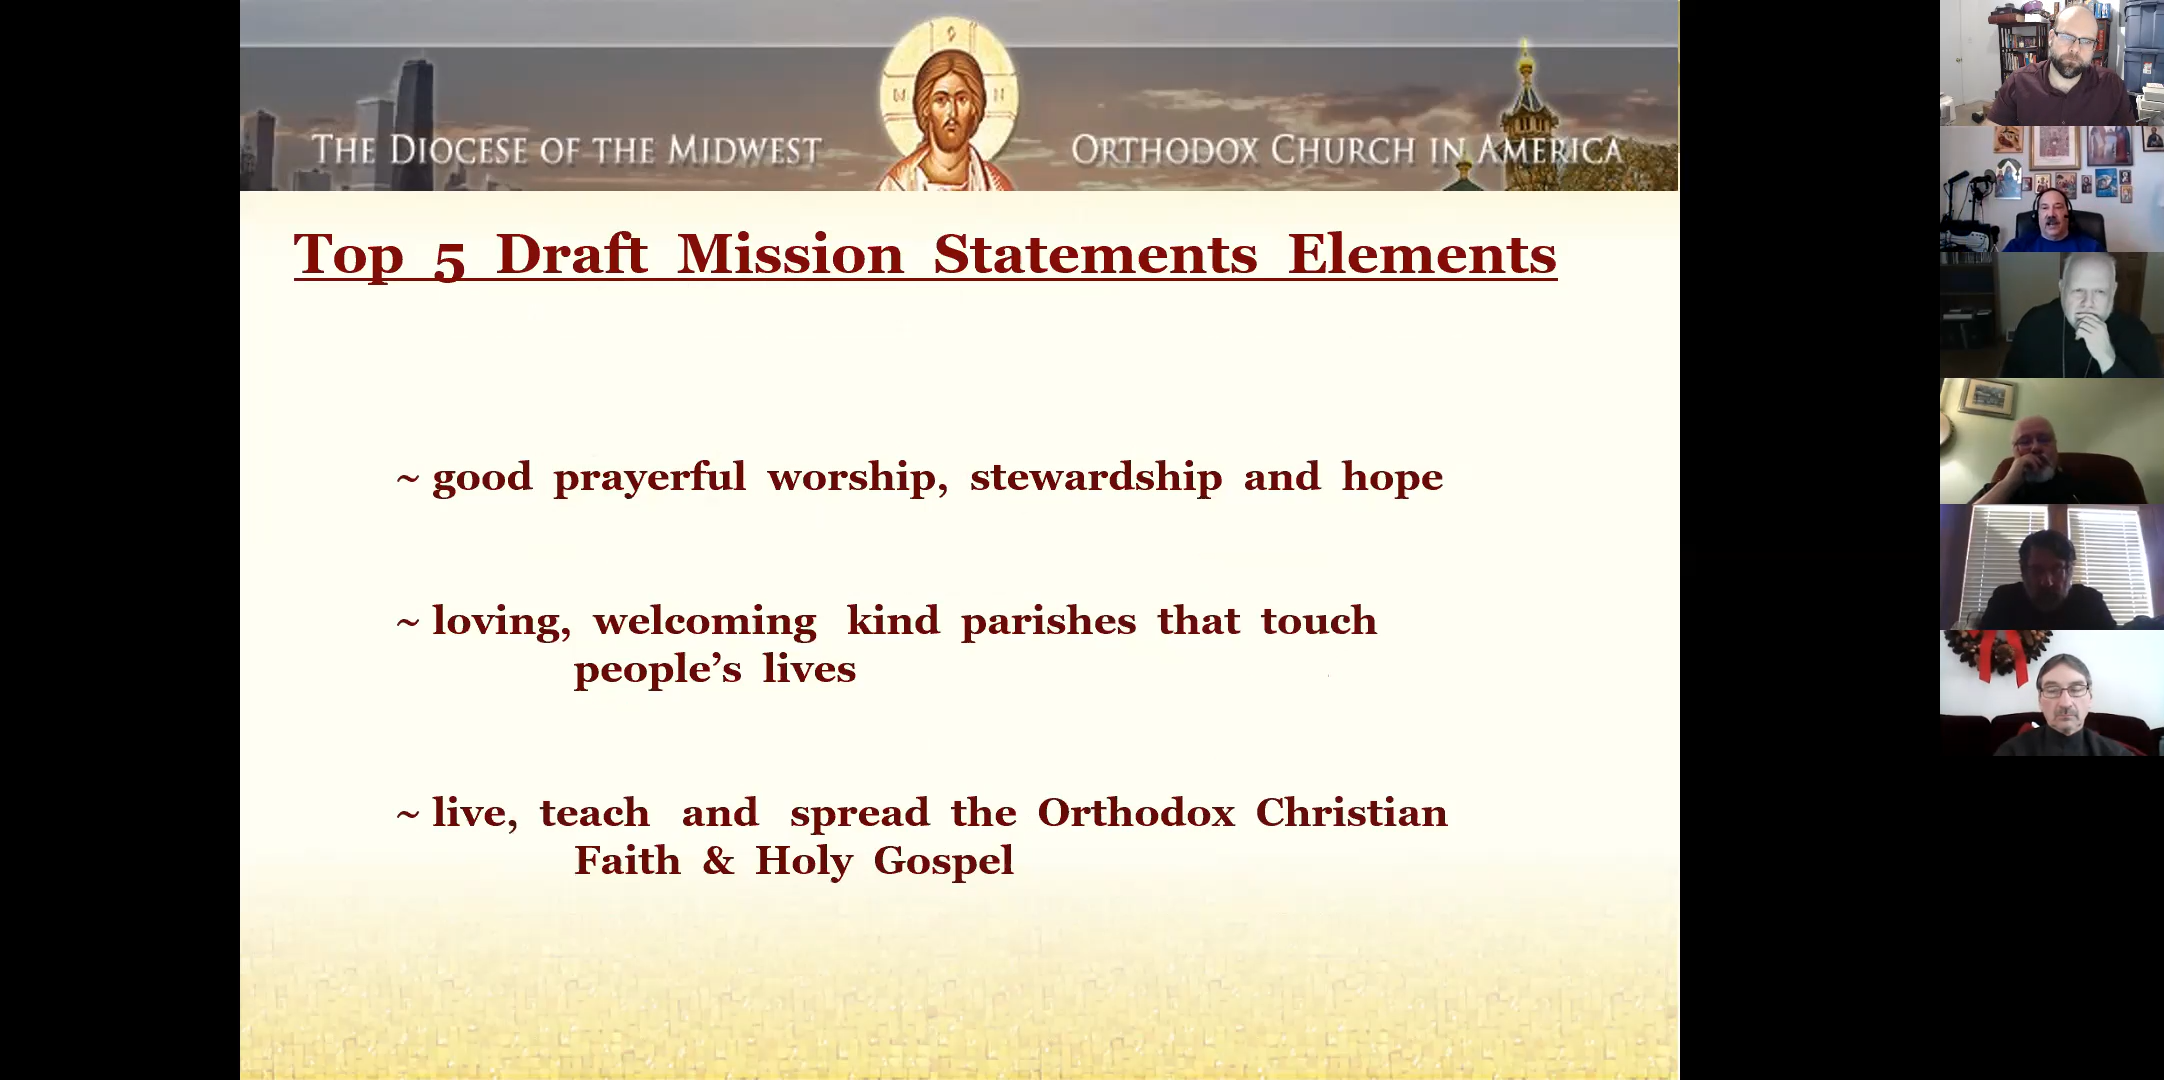 THE DIOCESE OF THE MIDWEST
ORTHODOX CHURCH IN AMERICA
Top 5 Draft Mission Statements Elements
~ good prayerful worship, stewardship and hope
~ loving, welcoming kind parishes that touch
people’s lives
~ live, teach and spread the Orthodox Christian
Faith & Holy Gospel